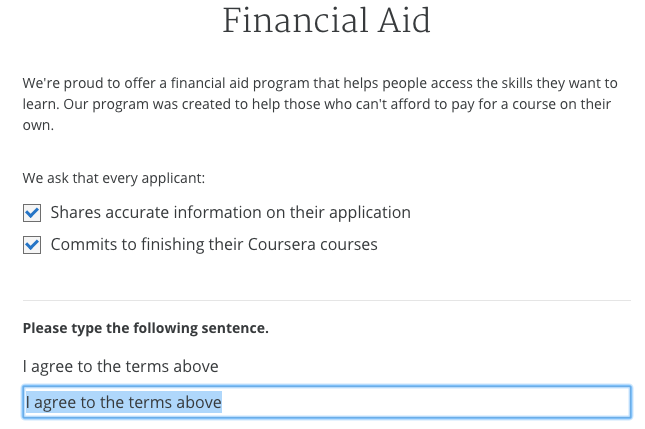 Financial Aid
We're proud to offer a financial aid program that helps people access the skills they want to
learn. Our program was created to help those who can't afford to pay for a course on their
own.
We ask that every applicant:
Shares accurate information on their application
Commits to finishing their Coursera courses
Please type the following sentence.
I agree to the terms above
I agree to the terms above